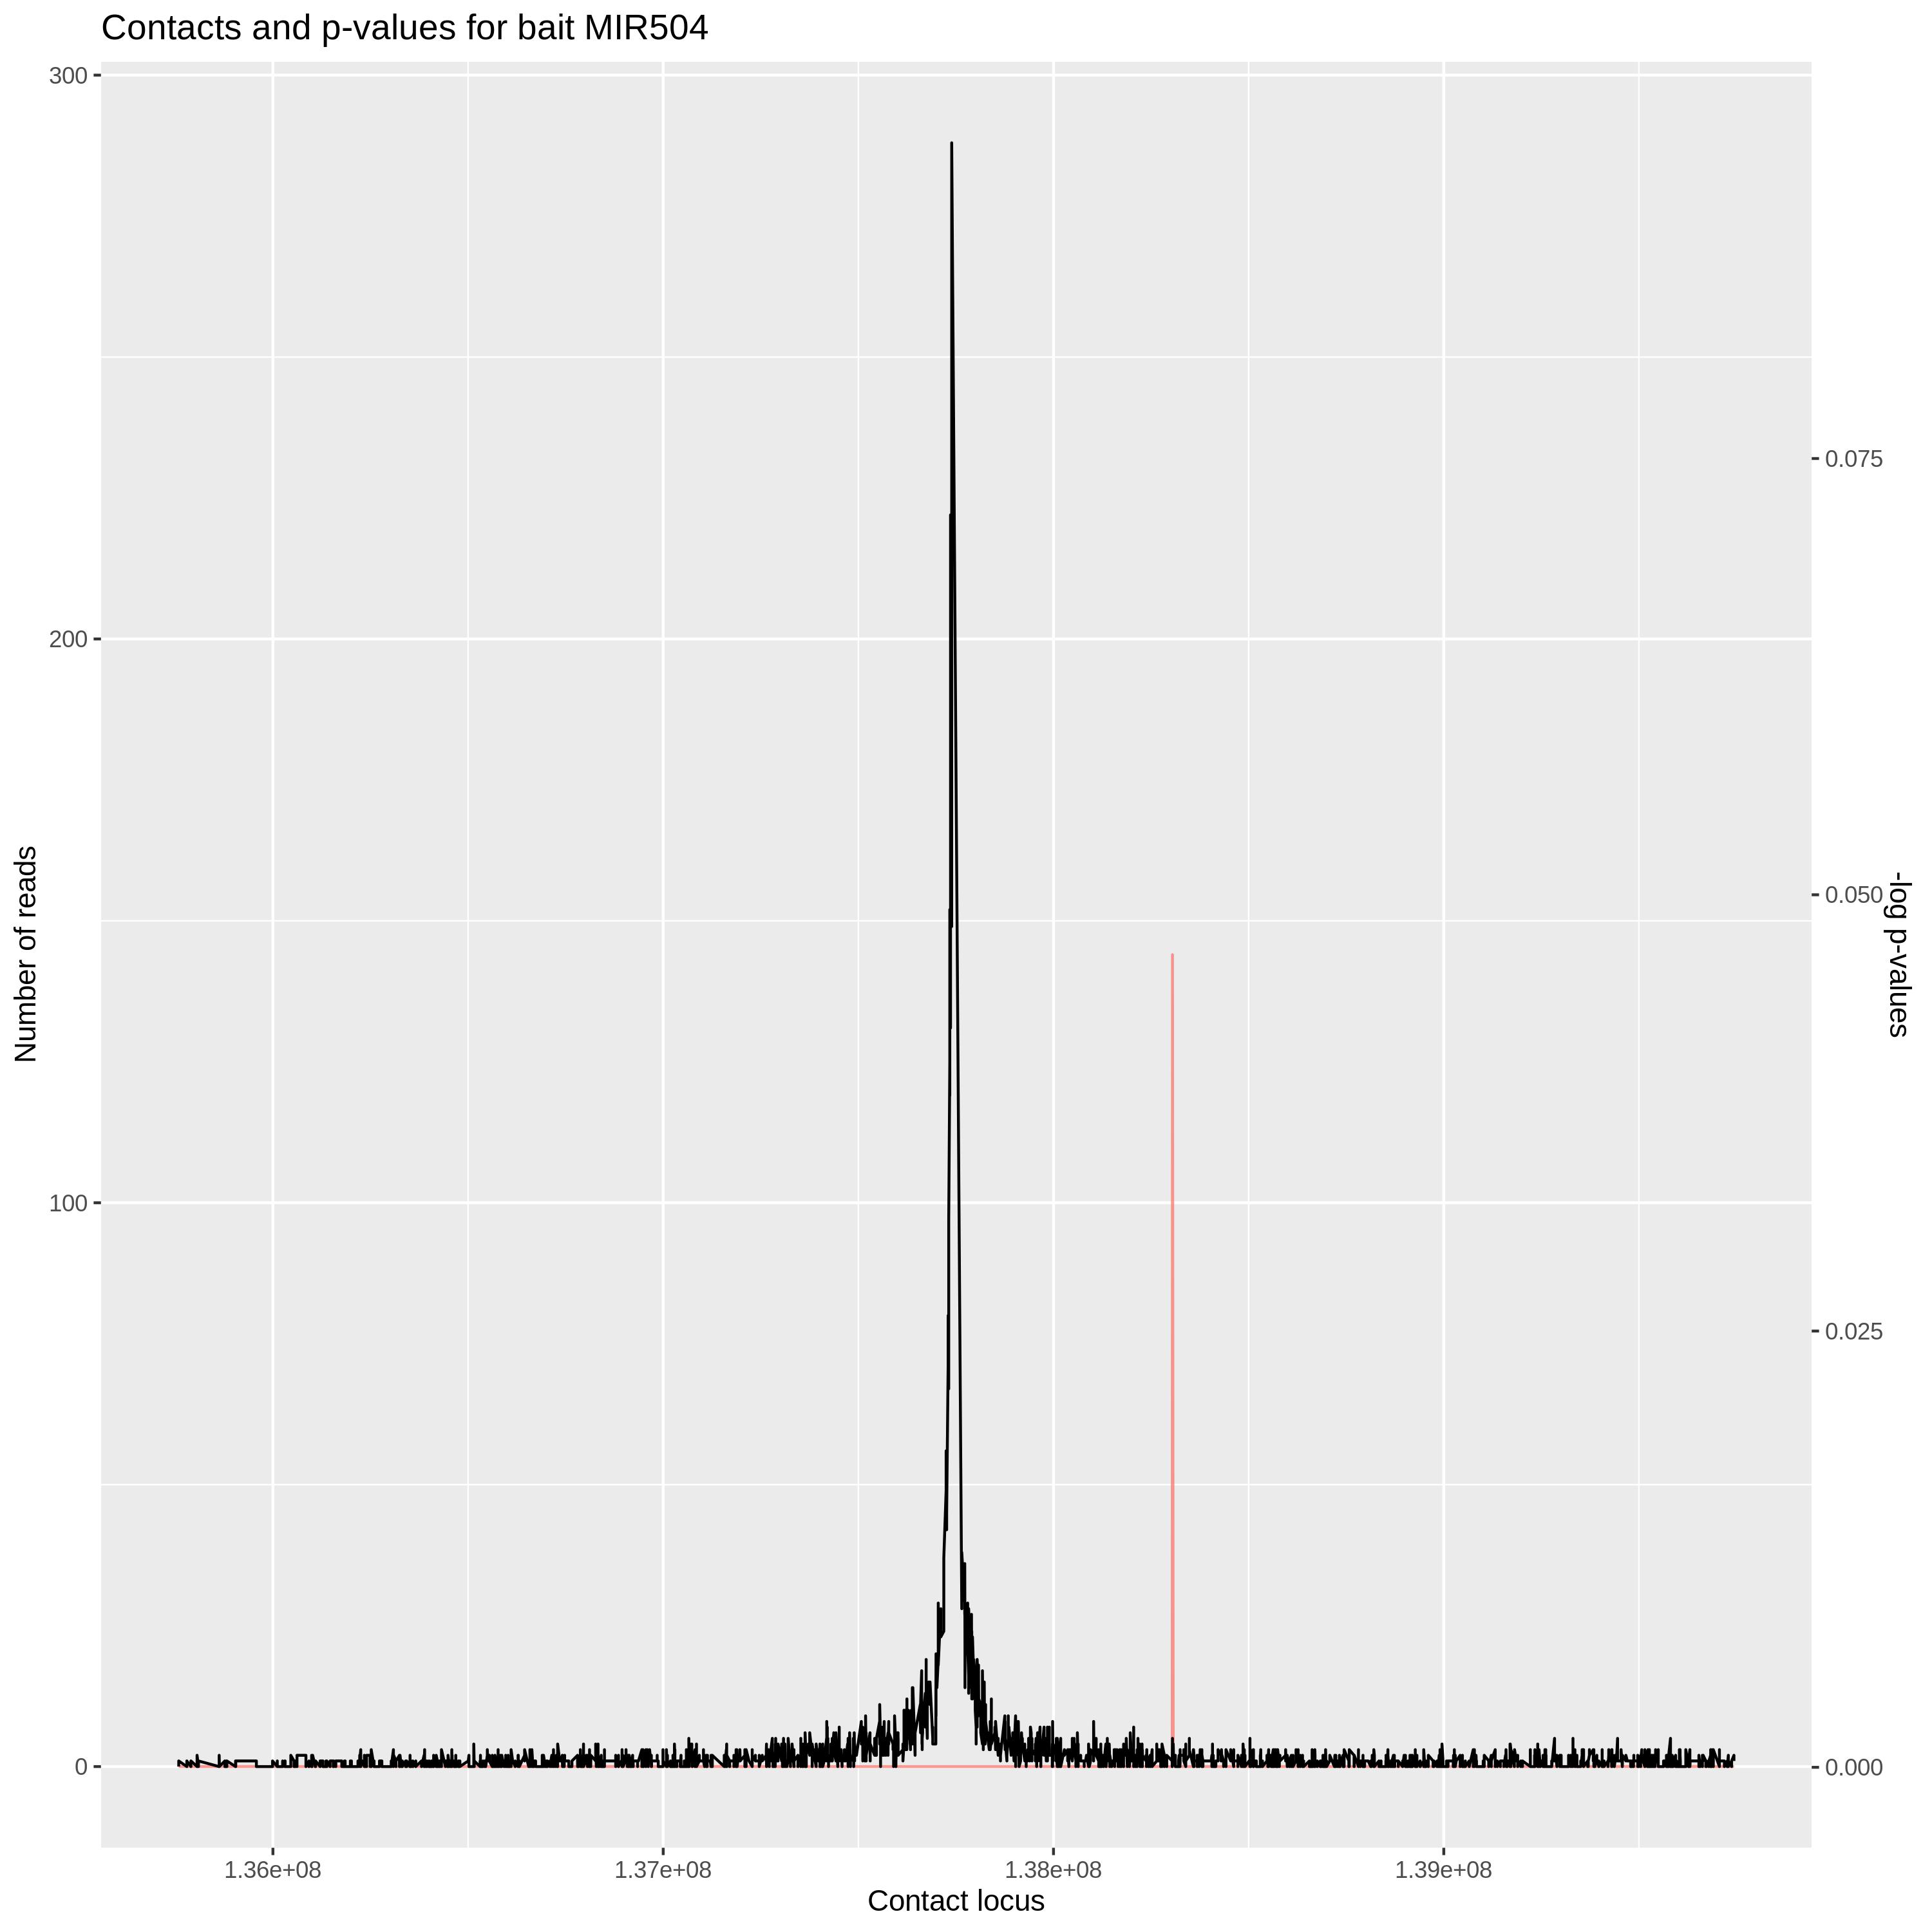 Contacts and p-values for bait MIR504
300
200
100
0
Number of reads
0.075
0.050
0.025
0.000
-log p-values
1.36e+08
1.37e+08
1.38e+08
1.39e+08
Contact locus